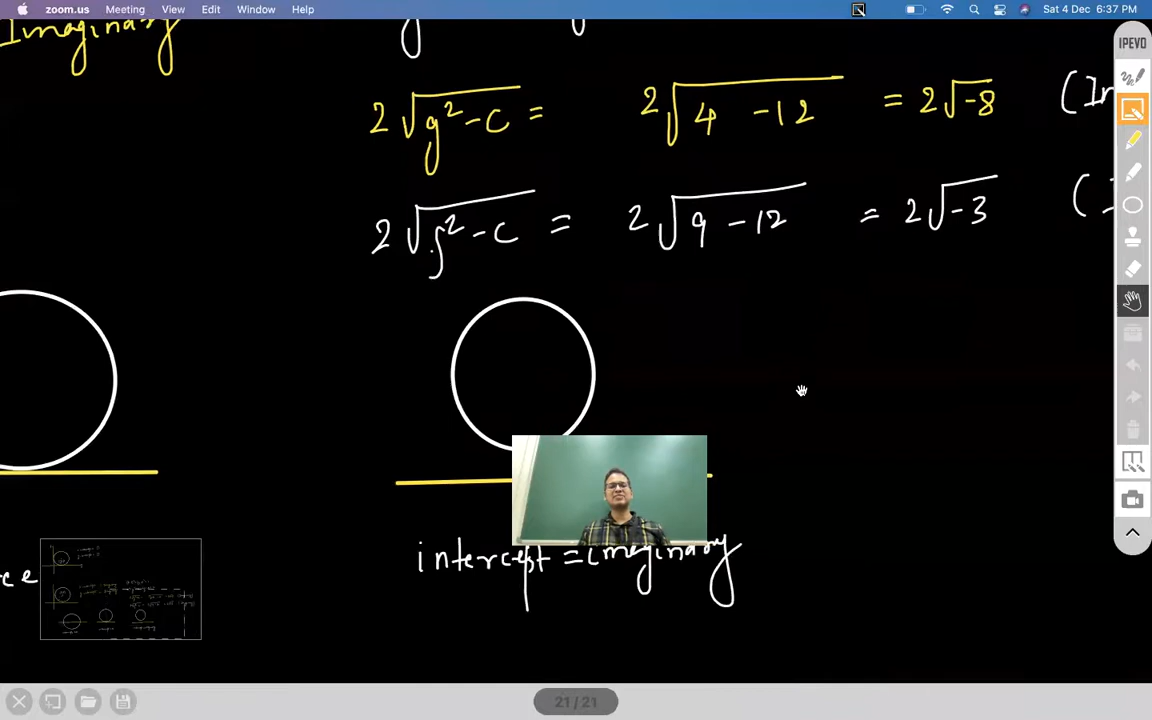 zoom.us Meeting View Edit Window Help Sat 4 Dec 6:37 PM
IPEVO
Imaginary
2√g²-c = 2√4 -12 = 2√-8
2√f²-c = 2√9-12 = 2√-3
intercept = imaginary
ce
21 / 21